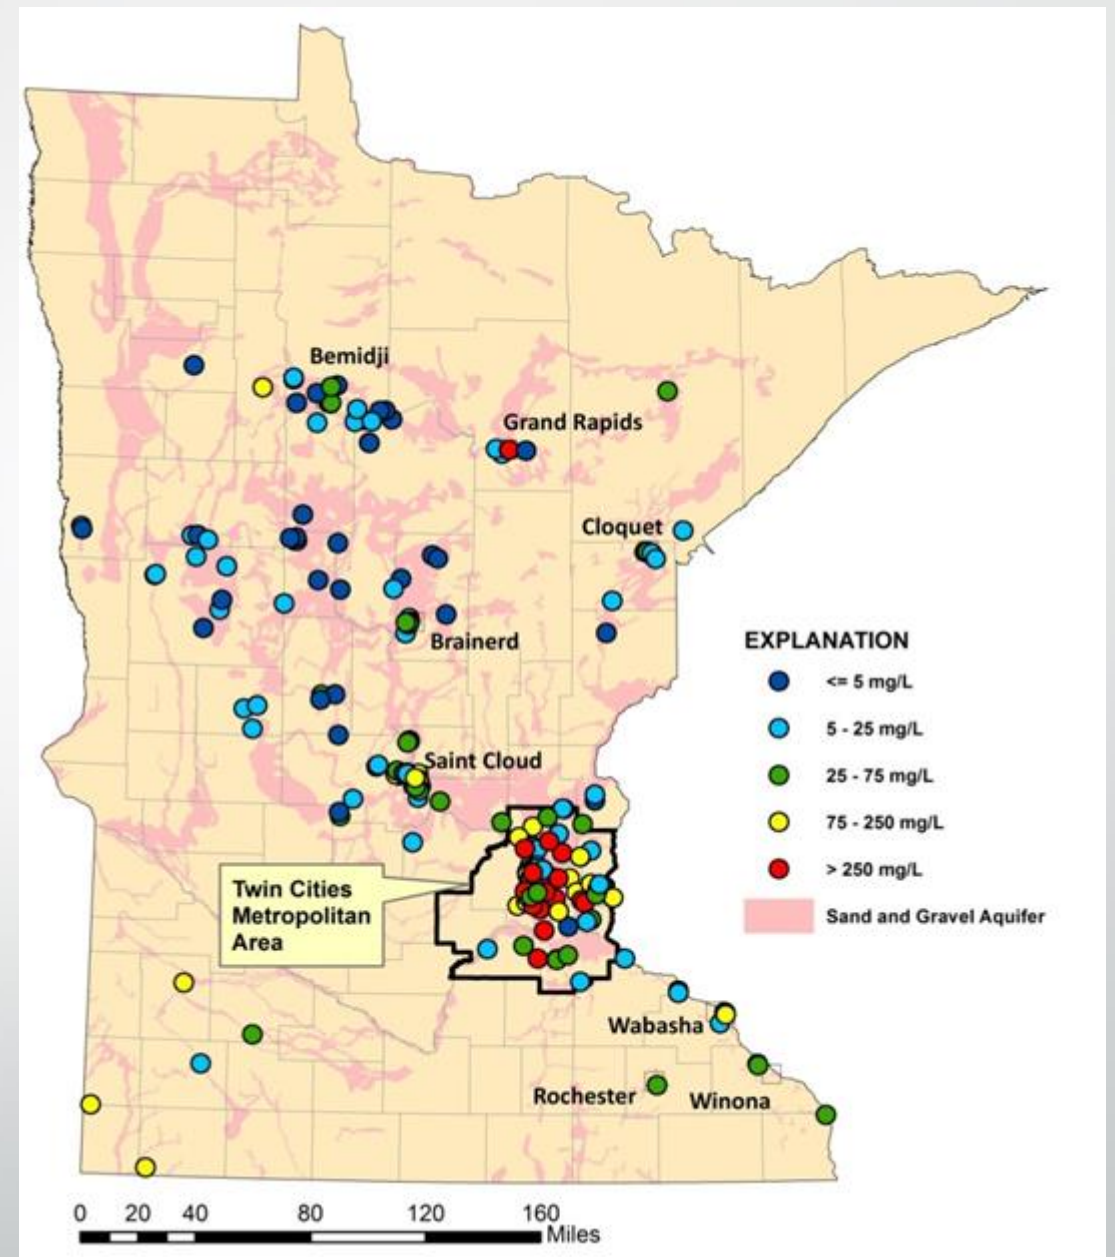 Bemidji
Grand Rapids
Cloquet
Brainerd
Saint Cloud
Twin Cities
Metropolitan
Area
Wabasha
Rochester
Winona
EXPLANATION
<= 5 mg/L
5 - 25 mg/L
25 - 75 mg/L
75 - 250 mg/L
> 250 mg/L
Sand and Gravel Aquifer
0 20 40 80 120 160
Miles